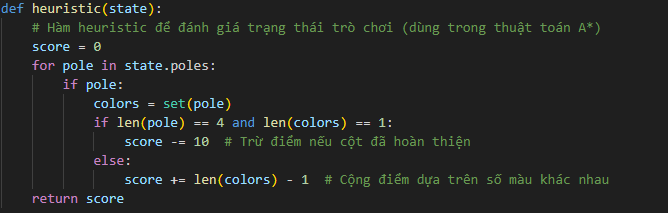 def heuristic(state):
    # Hàm heuristic để đánh giá trạng thái trò chơi (dùng trong thuật toán A*)
    score = 0
    for pole in state.poles:
        if pole:
            colors = set(pole)
            if len(pole) == 4 and len(colors) == 1:
                score -= 10  # Trừ điểm nếu cột đã hoàn thiện
            else:
                score += len(colors) - 1  # Cộng điểm dựa trên số màu khác nhau
    return score